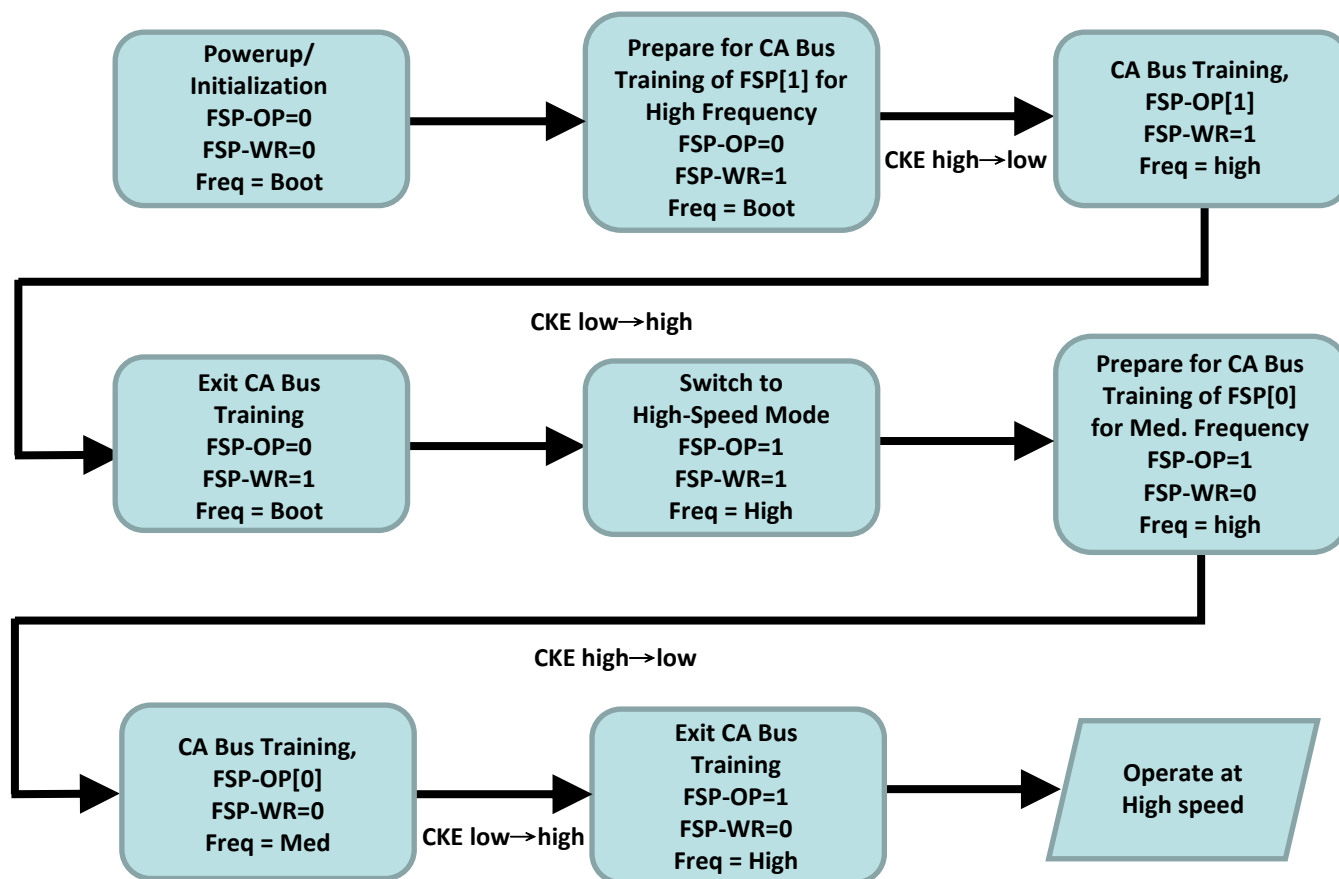 Powerup/
Initialization
FSP-OP=0
FSP-WR=0
Freq = Boot
Prepare for CA Bus
Training of FSP[1] for
High Frequency
FSP-OP=0
FSP-WR=1
Freq = Boot
CKE high→low
CA Bus Training,
FSP-OP[1]
FSP-WR=1
Freq = high
CKE low→high
Exit CA Bus
Training
FSP-OP=0
FSP-WR=1
Freq = Boot
Switch to
High-Speed Mode
FSP-OP=1
FSP-WR=1
Freq = High
Prepare for CA Bus
Training of FSP[0]
for Med. Frequency
FSP-OP=1
FSP-WR=0
Freq = high
CKE high→low
CA Bus Training,
FSP-OP[0]
FSP-WR=0
Freq = Med
CKE low→high
Exit CA Bus
Training
FSP-OP=1
FSP-WR=0
Freq = High
Operate at
High speed